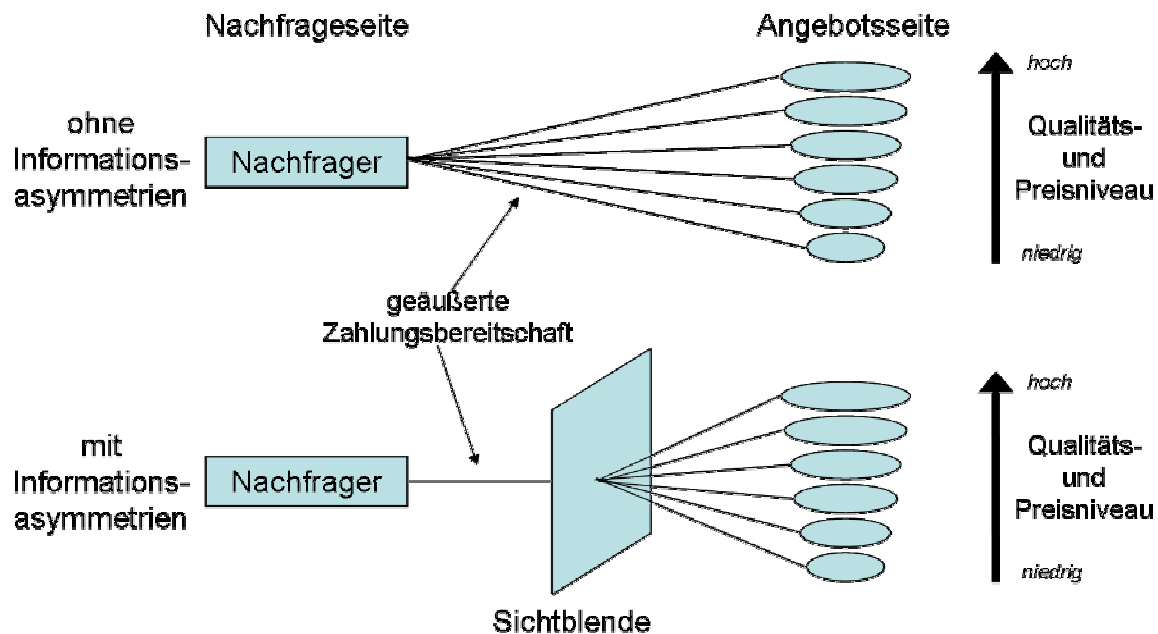 Nachfrageseite
Angebotsseite
ohne
Informations-
asymmetrien
Nachfrager
hoch
Qualitäts-
und
Preisniveau
niedrig
geäußerte
Zahlungsbereitschaft
mit
Informations-
asymmetrien
Nachfrager
hoch
Qualitäts-
und
Preisniveau
niedrig
Sichtblende